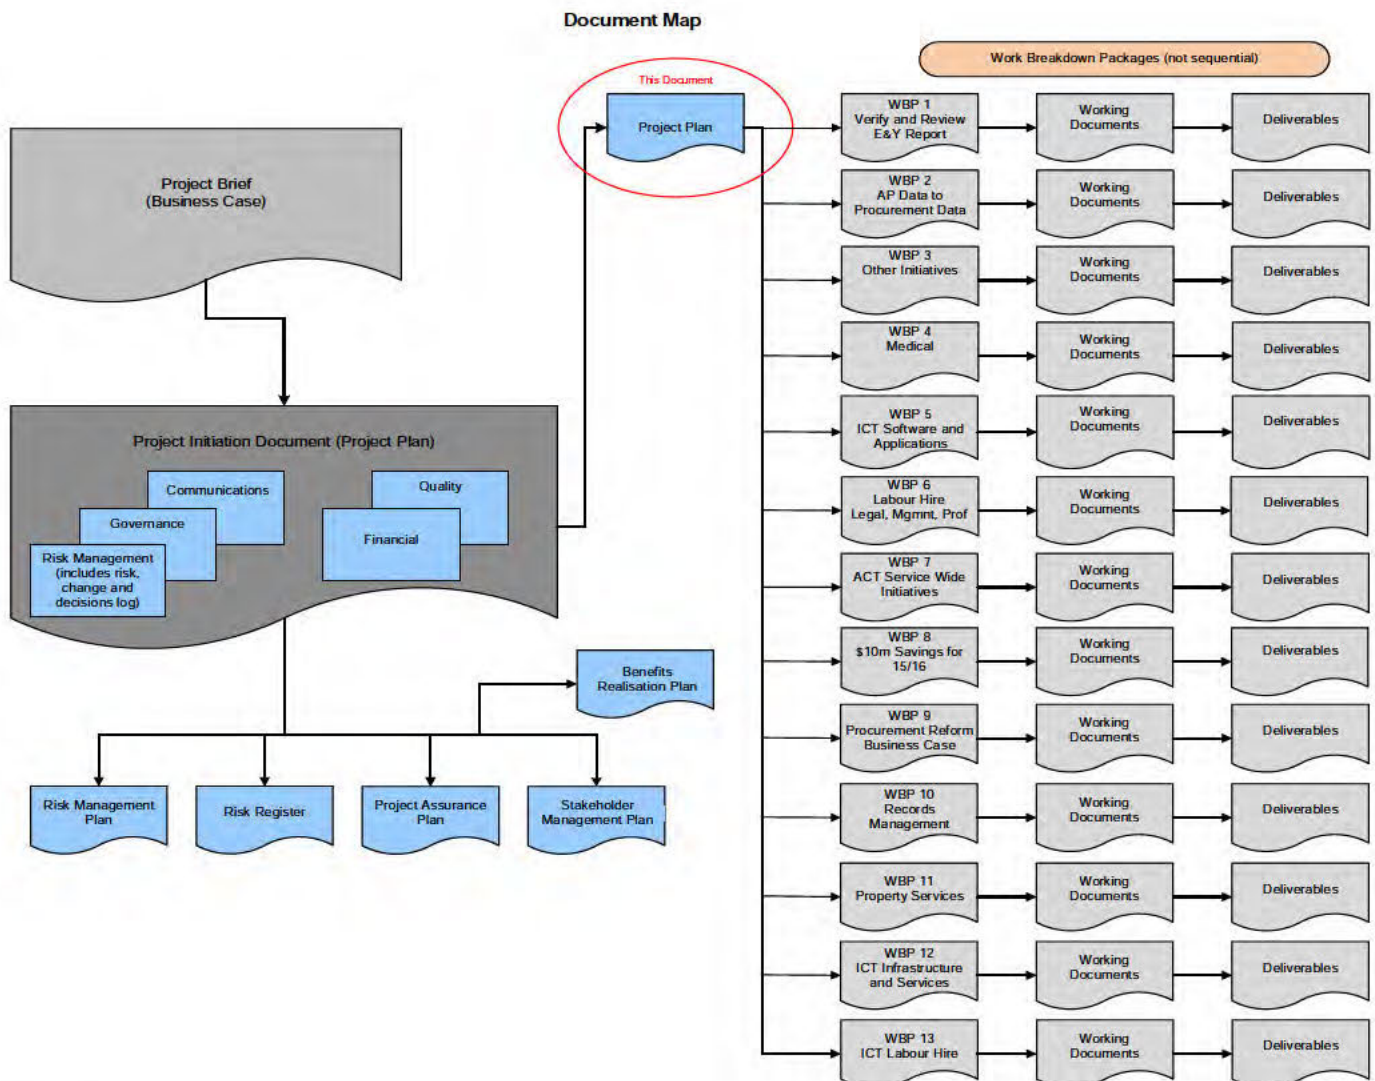 Document Map
Work Breakdown Packages (not sequential)
This Document
Project Plan
Project Brief
(Business Case)
Project Initiation Document (Project Plan)
Communications
Governance
Risk Management
(includes risk,
change and
decisions log)
Quality
Financial
Benefits
Realisation Plan
Risk Management
Plan
Risk Register
Project Assurance
Plan
Stakeholder
Management Plan
WBP 1
Verify and Review
E&Y Report
Working
Documents
Deliverables
WBP 2
AP Data to
Procurement Data
Working
Documents
Deliverables
WBP 3
Other Initiatives
Working
Documents
Deliverables
WBP 4
Medical
Working
Documents
Deliverables
WBP 5
ICT Software and
Applications
Working
Documents
Deliverables
WBP 6
Labour Hire
Legal, Mgmnt, Prof
Working
Documents
Deliverables
WBP 7
ACT Service Wide
Initiatives
Working
Documents
Deliverables
WBP 8
$10m Savings for
15/16
Working
Documents
Deliverables
WBP 9
Procurement Reform
Business Case
Working
Documents
Deliverables
WBP 10
Records
Management
Working
Documents
Deliverables
WBP 11
Property Services
Working
Documents
Deliverables
WBP 12
ICT Infrastructure
and Services
Working
Documents
Deliverables
WBP 13
ICT Labour Hire
Working
Documents
Deliverables